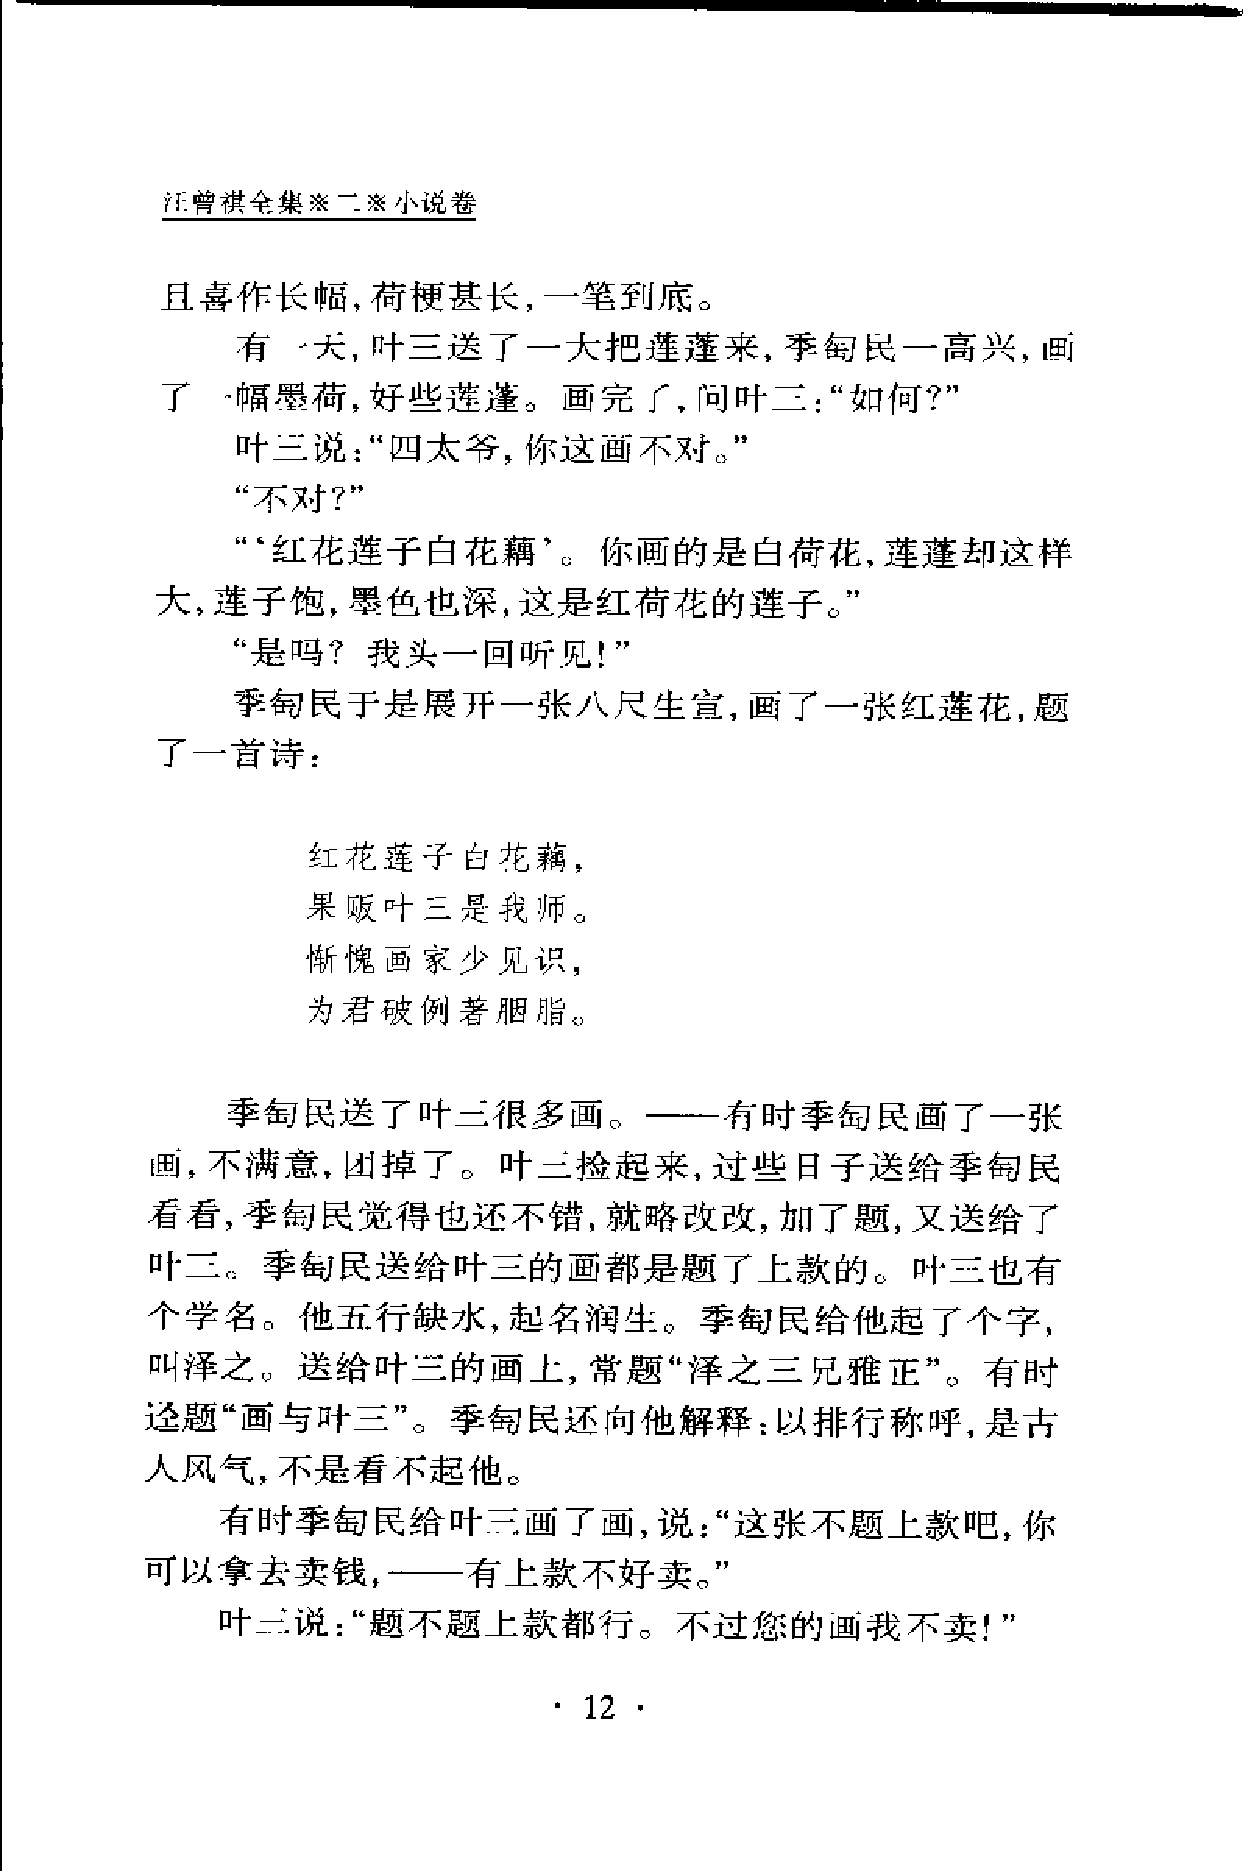 汪曾祺全集※二※小说卷
且喜作长幅,荷梗甚长,一笔到底。
有一天,叶三送了一大把莲蓬来,季匋民一高兴,画
了一幅墨荷,好些莲蓬。画完了,问叶三:“如何?”
叶三说:“四太爷,你这画不对。”
“不对?”
“‘红花莲子白花藕’。你画的是白荷花,莲蓬却这样
大,莲子饱,墨色也深,这是红荷花的莲子。”
“是吗?我头一回听见!”
季匋民于是展开一张八尺生宣,画了一张红莲花,题
了一首诗:
红花莲子白花藕,
果贩叶三是我师。
惭愧画家少见识,
为君破例著胭脂。
季匋民送了叶三很多画。——有时季匋民画了一张
画,不满意,团掉了。叶三捡起来,过些日子送给季匋民
看看,季匋民觉得也还不错,就略改改,加了题,又送给了
叶三。季匋民送给叶三的画都是题了上款的。叶三也有
个学名。他五行缺水,起名润生。季匋民给他起了个字,
叫泽之。送给叶三的画上,常题“泽之三兄雅正”。有时
迳题“画与叶三”。季匋民还向他解释:以排行称呼,是古
人风气,不是看不起他。
有时季匋民给叶三画了画,说:“这张不题上款吧,你
可以拿去卖钱,——有上款不好卖。”
叶三说:“题不题上款都行。不过您的画我不卖!”
· 12 ·